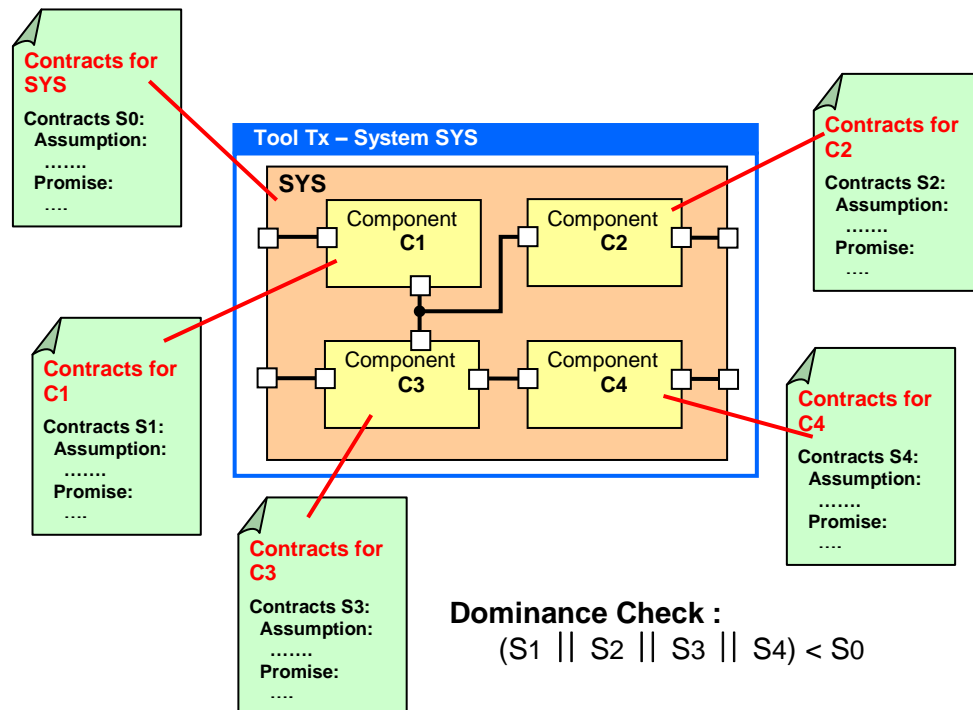 Contracts for
SYS
Contracts S0:
Assumption:
.......
Promise:
....
Tool Tx – System SYS
SYS
Component
C1
Component
C2
Component
C3
Component
C4
Contracts for
C2
Contracts S2:
Assumption:
.......
Promise:
....
Contracts for
C1
Contracts S1:
Assumption:
.......
Promise:
....
Contracts for
C4
Contracts S4:
Assumption:
.......
Promise:
....
Contracts for
C3
Contracts S3:
Assumption:
.......
Promise:
....
Dominance Check :
(S1 || S2 || S3 || S4) < S0